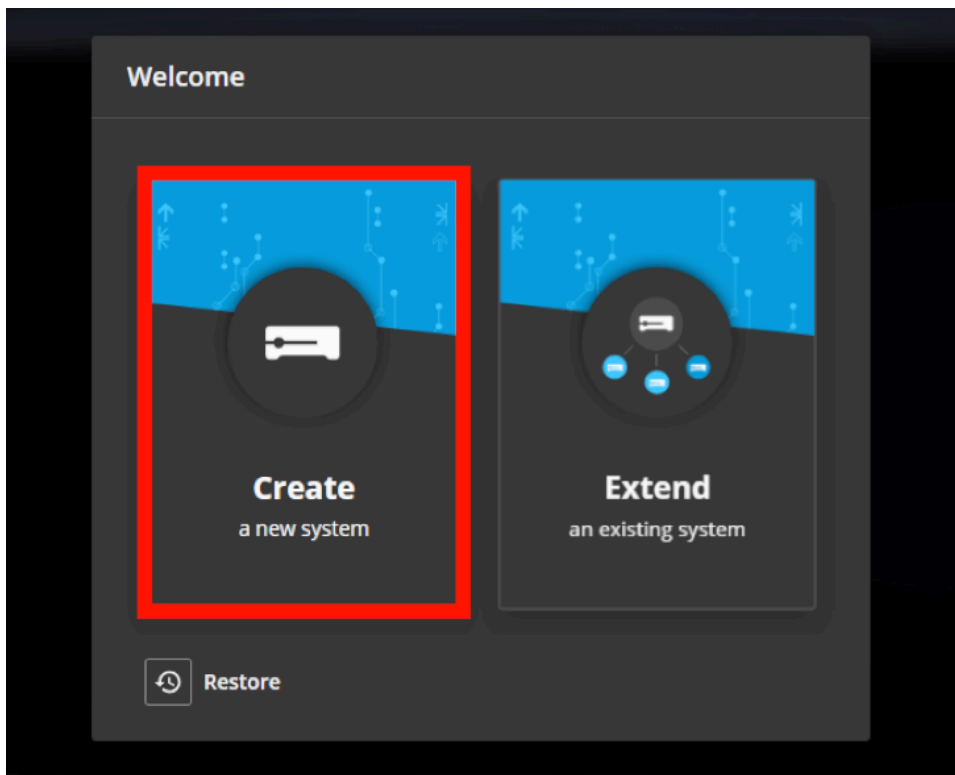 Welcome
Create
a new system
Extend
an existing system
Restore